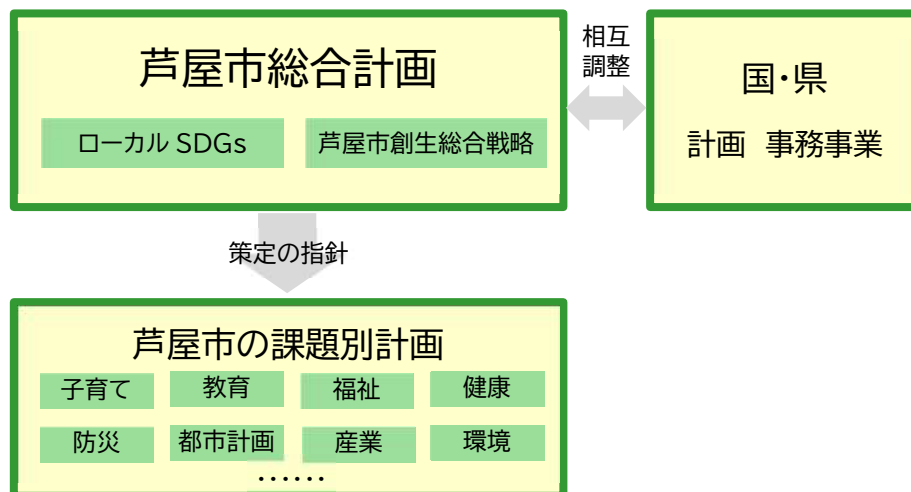 芦屋市総合計画
ローカル SDGs
芦屋市創生総合戦略
相互
調整
国・県
計画 事務事業
策定の指針
芦屋市の課題別計画
子育て 教育 福祉 健康
防災 都市計画 産業 環境
……